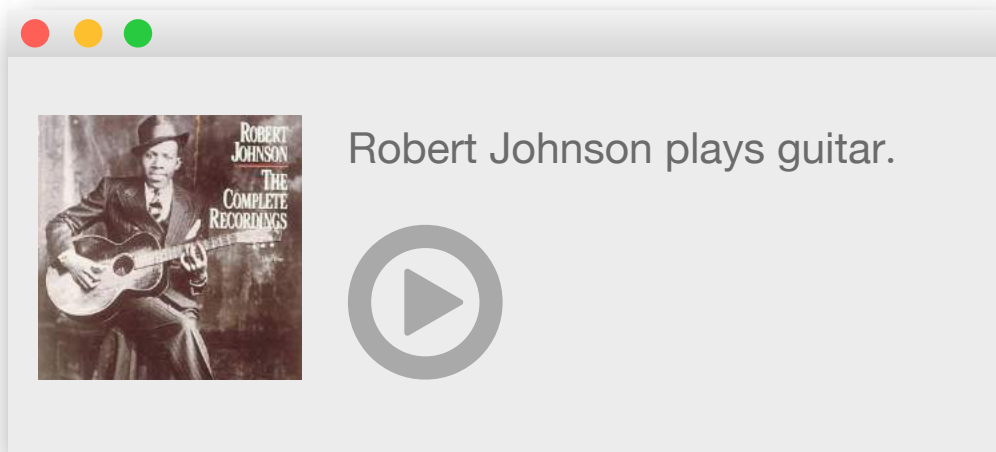 ROBERT
JOHNSON
THE
COMPLETE
RECORDINGS
Robert Johnson plays guitar.